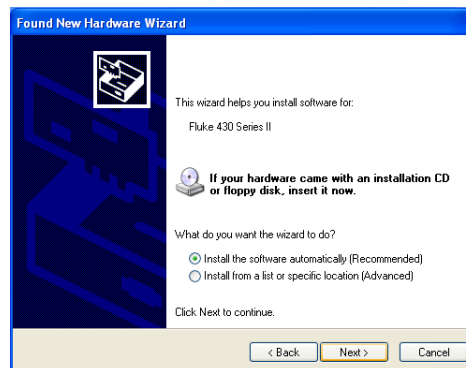 Found New Hardware Wizard
This wizard helps you install software for:
Fluke 430 Series II
If your hardware came with an installation CD
or floppy disk, insert it now.
What do you want the wizard to do?
Install the software automatically (Recommended)
Install from a list or specific location (Advanced)
Click Next to continue.
< Back
Next >
Cancel